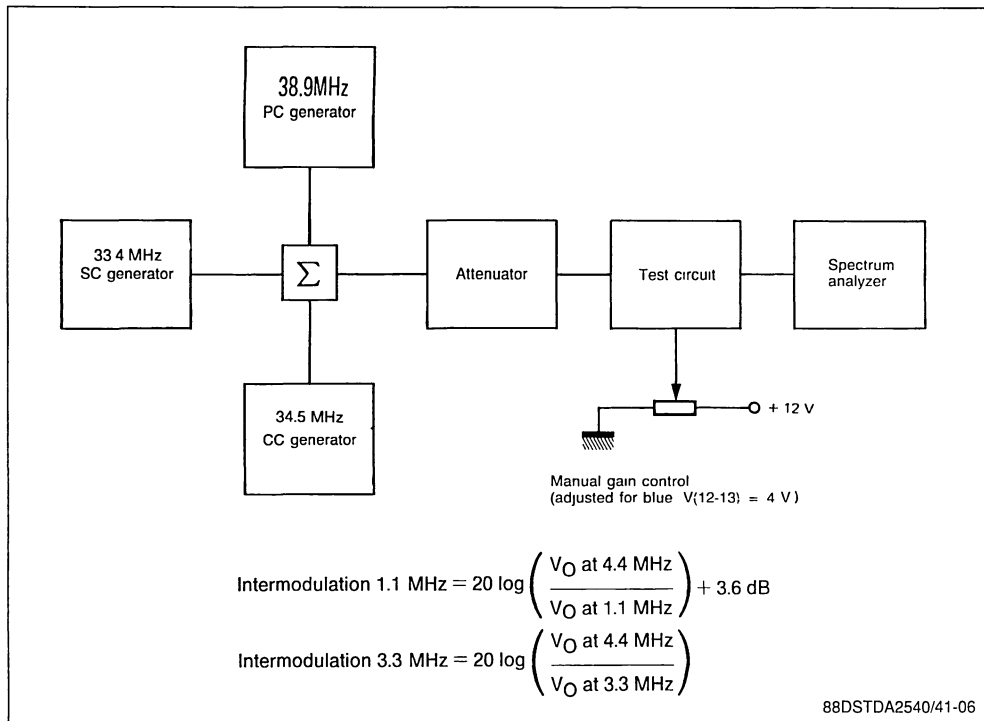 38.9MHz
PC generator
33 4 MHz
SC generator
Σ
Attenuator
Test circuit
Spectrum
analyzer
34.5 MHz
CC generator
+ 12 V
Manual gain control
(adjusted for blue V(12-13) = 4 V)
Intermodulation 1.1 MHz = 20 log ( VO at 4.4 MHz / VO at 1.1 MHz ) + 3.6 dB
Intermodulation 3.3 MHz = 20 log ( VO at 4.4 MHz / VO at 3.3 MHz )
88DSTDA2540/41-06